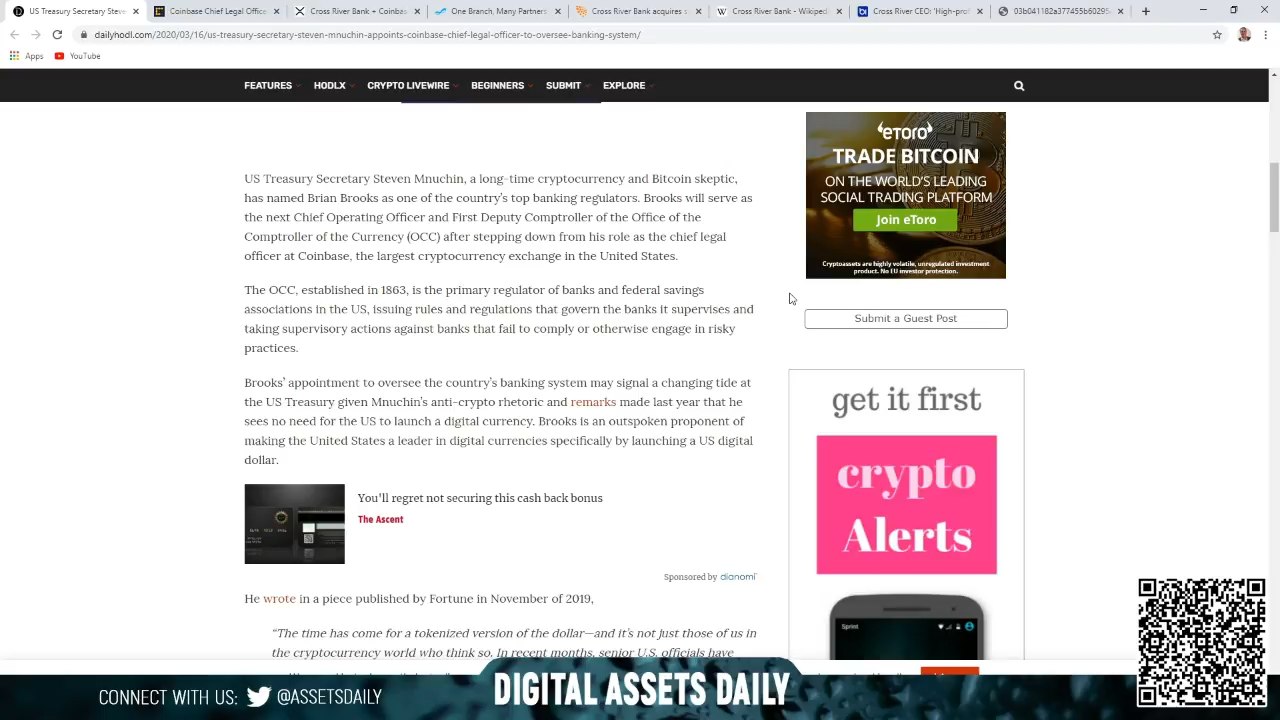 US Treasury Secretary S
Coinbase Chief Legal Office
Cross River Bank + Coinbas
One Branch, Many Partner
Cross River Bank acquires s
Cross River Bank - Wikiped
Cross River CEO: 'High-prof
03b041182a377455b60295
dailyhodl.com/2020/03/16/us-treasury-secretary-steven-mnuchin-appoints-coinbase-chief-legal-officer-to-oversee-banking-system/
Apps YouTube
FEATURES HODLX CRYPTO LIVEWIRE BEGINNERS SUBMIT EXPLORE
US Treasury Secretary Steven Mnuchin, a long-time cryptocurrency and Bitcoin skeptic,
has named Brian Brooks as one of the country's top banking regulators. Brooks will serve as
the next Chief Operating Officer and First Deputy Comptroller of the Office of the
Comptroller of the Currency (OCC) after stepping down from his role as the chief legal
officer at Coinbase, the largest cryptocurrency exchange in the United States.
The OCC, established in 1863, is the primary regulator of banks and federal savings
associations in the US, issuing rules and regulations that govern the banks it supervises and
taking supervisory actions against banks that fail to comply or otherwise engage in risky
practices.
Brooks' appointment to oversee the country's banking system may signal a changing tide at
the US Treasury given Mnuchin's anti-crypto rhetoric and remarks made last year that he
sees no need for the US to launch a digital currency. Brooks is an outspoken proponent of
making the United States a leader in digital currencies specifically by launching a US digital
dollar.
You'll regret not securing this cash back bonus
The Ascent
Sponsored by dianomi
He wrote in a piece published by Fortune in November of 2019,
"The time has come for a tokenized version of the dollar—and it's not just those of us in
the cryptocurrency world who think so. In recent months, senior U.S. officials have
eToro
TRADE BITCOIN
ON THE WORLD'S LEADING
SOCIAL TRADING PLATFORM
Join eToro
Cryptoassets are highly volatile, unregulated investment
product. No EU investor protection.
Submit a Guest Post
get it first
crypto
Alerts
Sprint
CONNECT WITH US: @ASSETSDAILY
DIGITAL ASSETS DAILY